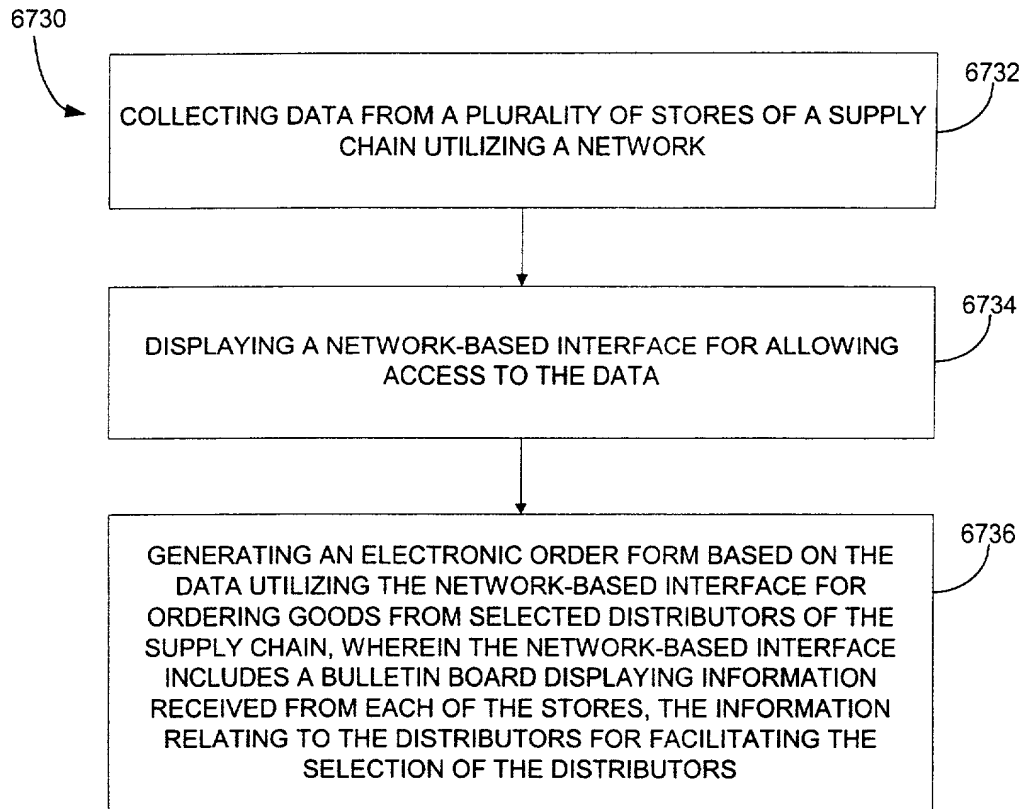 6730
6732
COLLECTING DATA FROM A PLURALITY OF STORES OF A SUPPLY
CHAIN UTILIZING A NETWORK
6734
DISPLAYING A NETWORK-BASED INTERFACE FOR ALLOWING
ACCESS TO THE DATA
6736
GENERATING AN ELECTRONIC ORDER FORM BASED ON THE
DATA UTILIZING THE NETWORK-BASED INTERFACE FOR
ORDERING GOODS FROM SELECTED DISTRIBUTORS OF THE
SUPPLY CHAIN, WHEREIN THE NETWORK-BASED INTERFACE
INCLUDES A BULLETIN BOARD DISPLAYING INFORMATION
RECEIVED FROM EACH OF THE STORES, THE INFORMATION
RELATING TO THE DISTRIBUTORS FOR FACILITATING THE
SELECTION OF THE DISTRIBUTORS